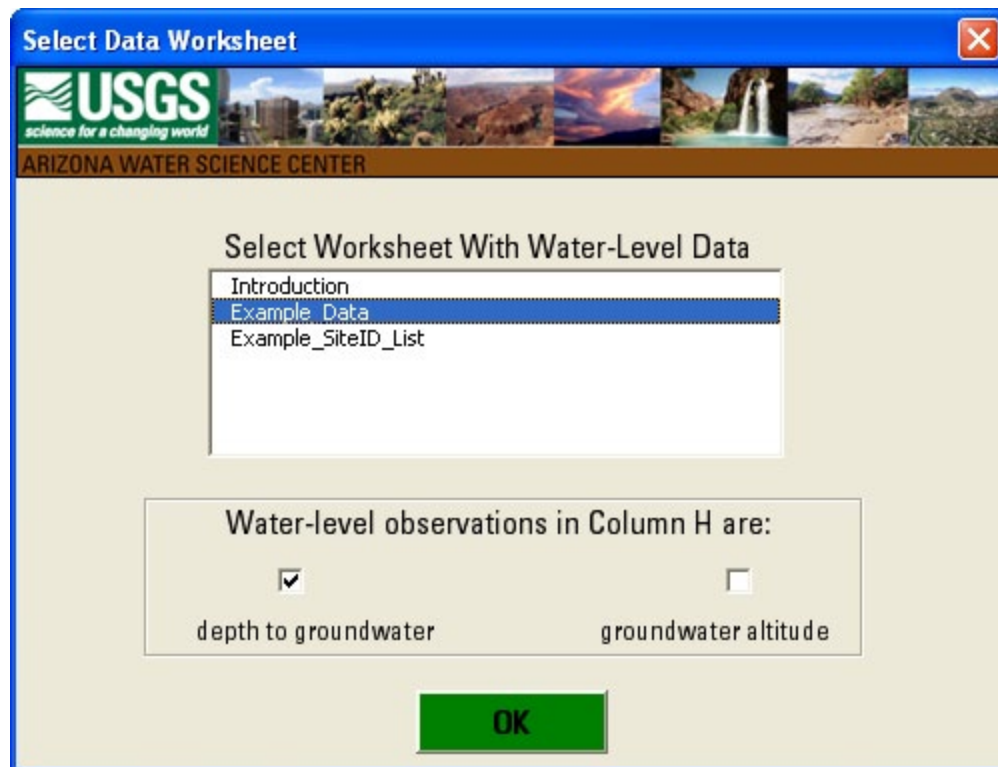 Select Data Worksheet
USGS
science for a changing world
ARIZONA WATER SCIENCE CENTER
Select Worksheet With Water-Level Data
Introduction
Example_Data
Example_SiteID_List
Water-level observations in Column H are:
depth to groundwater
groundwater altitude
OK